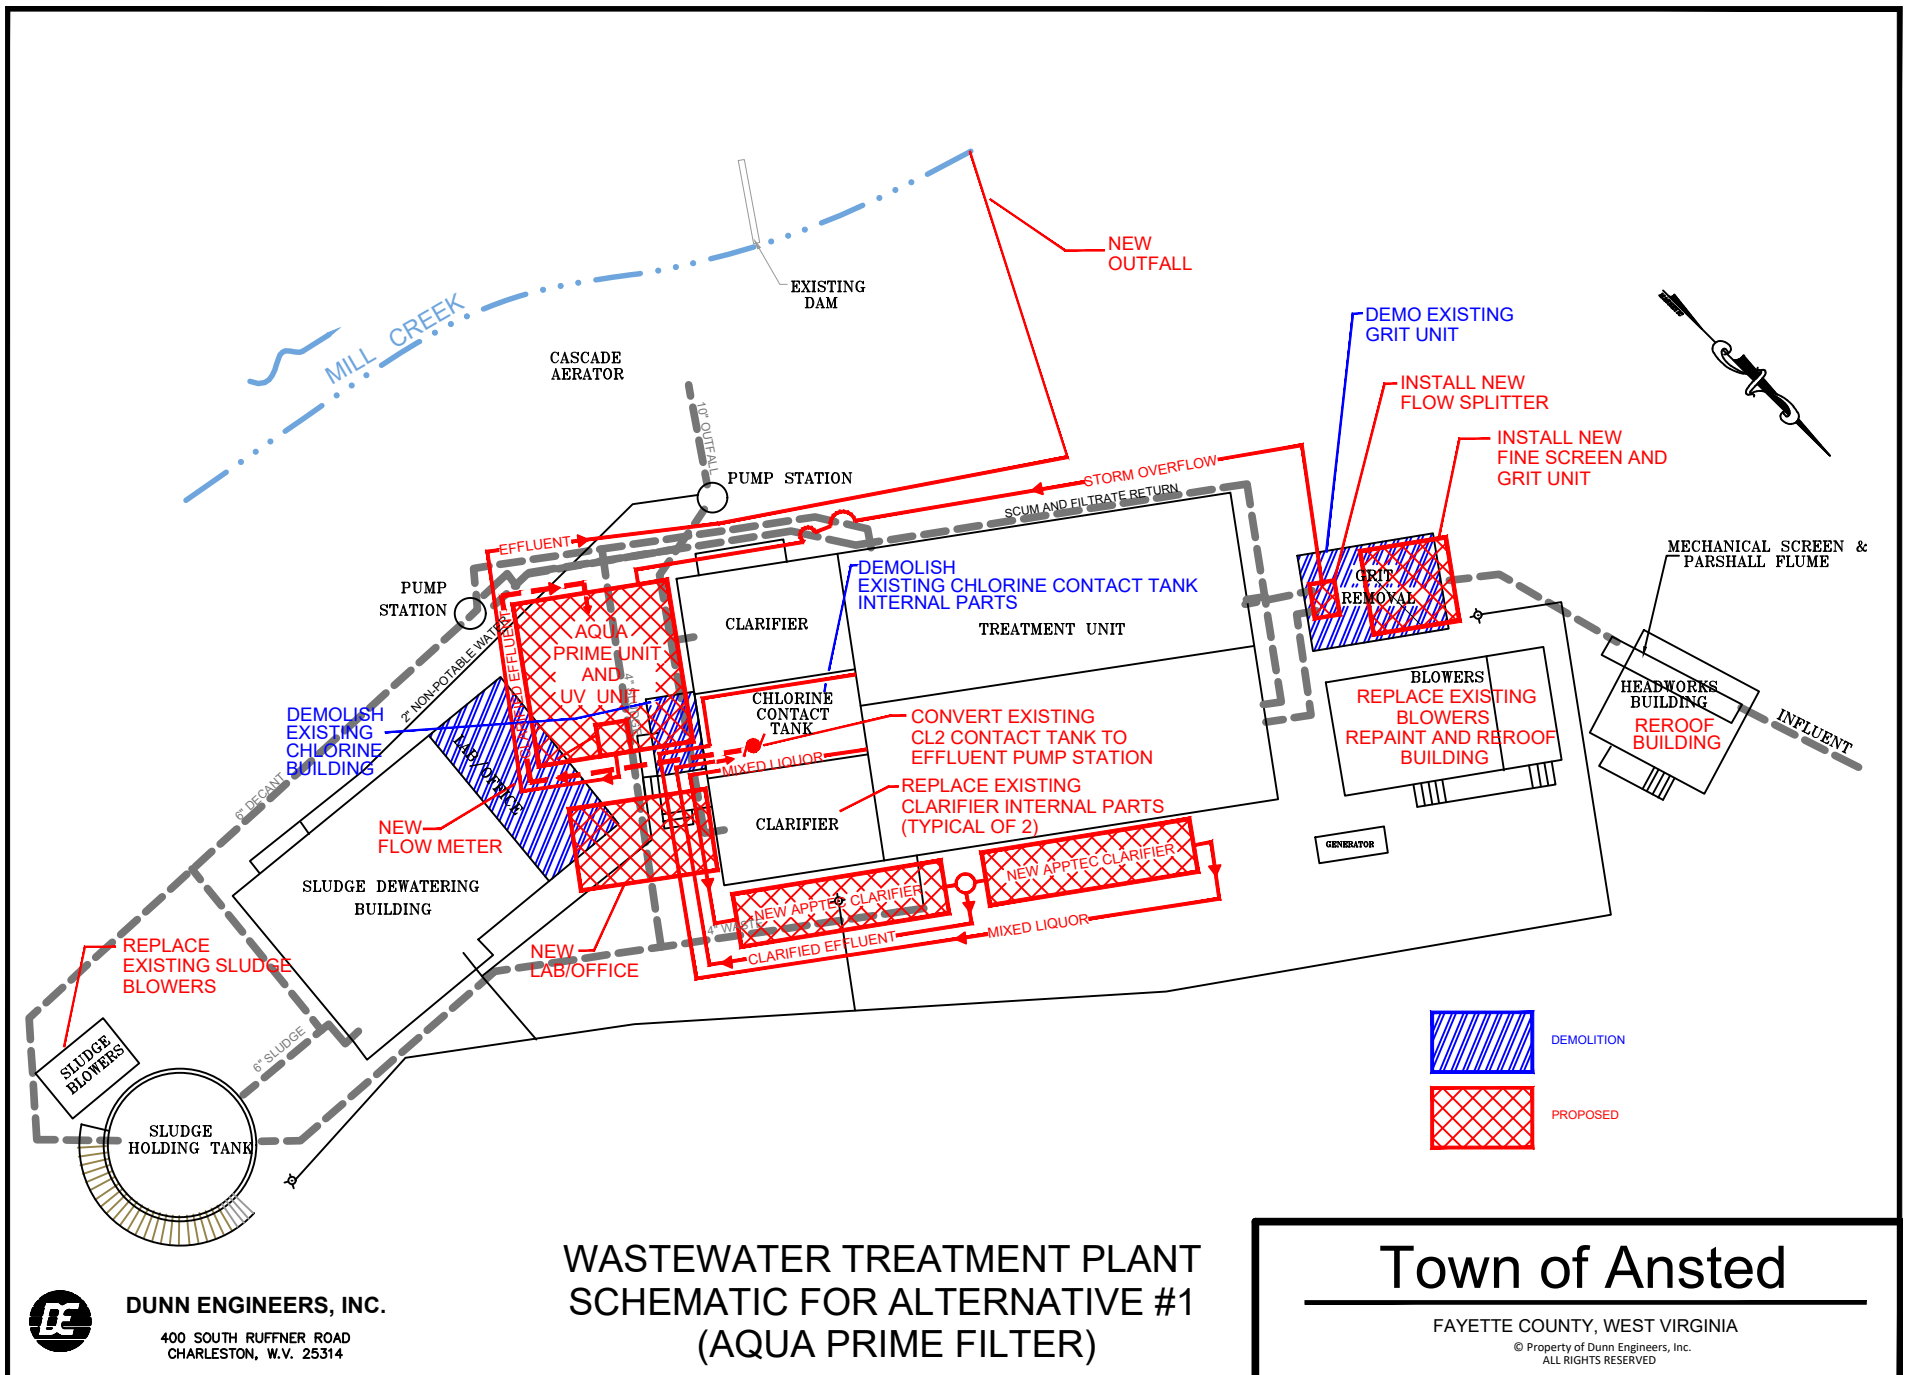 NEW
OUTFALL
EXISTING
DAM
MILL CREEK
DEMO EXISTING
GRIT UNIT
CASCADE
AERATOR
INSTALL NEW
FLOW SPLITTER
10" OUTFALL
INSTALL NEW
FINE SCREEN AND
GRIT UNIT
PUMP STATION
STORM OVERFLOW
SCUM AND FILTRATE RETURN
EFFLUENT
MECHANICAL SCREEN &
PARSHALL FLUME
PUMP
STATION
DEMOLISH
EXISTING CHLORINE CONTACT TANK
INTERNAL PARTS
GRIT
REMOVAL
CLARIFIER
TREATMENT UNIT
AQUA
PRIME UNIT
AND
UV UNIT
2" NON-POTABLE WATER
CLARIFIED EFFLUENT
4" SLUDGE
BLOWERS
REPLACE EXISTING
BLOWERS
REPAINT AND REROOF
BUILDING
HEADWORKS
BUILDING
REROOF
BUILDING
INFLUENT
CHLORINE
CONTACT
TANK
DEMOLISH
EXISTING
CHLORINE
BUILDING
CONVERT EXISTING
CL2 CONTACT TANK TO
EFFLUENT PUMP STATION
MIXED LIQUOR
LAB/OFFICE
6" DECANT
REPLACE EXISTING
CLARIFIER INTERNAL PARTS
(TYPICAL OF 2)
CLARIFIER
NEW
FLOW METER
GENERATOR
NEW APPTEC CLARIFIER
NEW APPTEC CLARIFIER
SLUDGE DEWATERING
BUILDING
4" WASTE
MIXED LIQUOR
CLARIFIED EFFLUENT
NEW
LAB/OFFICE
REPLACE
EXISTING SLUDGE
BLOWERS
SLUDGE
BLOWERS
6" SLUDGE
SLUDGE
HOLDING TANK
DEMOLITION
PROPOSED
DE
DUNN ENGINEERS, INC.
400 SOUTH RUFFNER ROAD
CHARLESTON, W.V. 25314
WASTEWATER TREATMENT PLANT
SCHEMATIC FOR ALTERNATIVE #1
(AQUA PRIME FILTER)
Town of Ansted
FAYETTE COUNTY, WEST VIRGINIA
© Property of Dunn Engineers, Inc.
ALL RIGHTS RESERVED